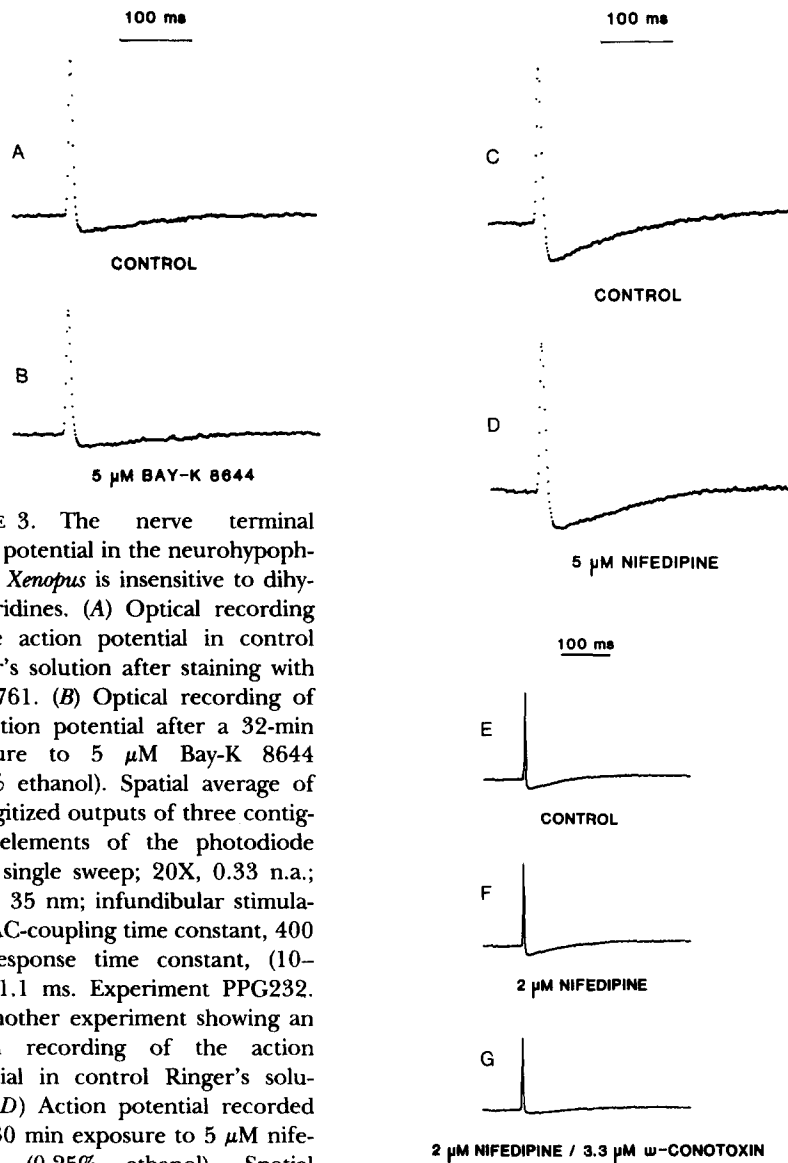 100 ms
A
CONTROL
B
5 µM BAY-K 8644
E 3. The nerve terminal
potential in the neurohypoph-
Xenopus is insensitive to dihy-
ridines. (A) Optical recording
e action potential in control
r's solution after staining with
761. (B) Optical recording of
tion potential after a 32-min
ure to 5 μM Bay-K 8644
% ethanol). Spatial average of
gitized outputs of three contig-
elements of the photodiode
single sweep; 20X, 0.33 n.a.;
35 nm; infundibular stimula-
AC-coupling time constant, 400
esponse time constant, (10–
1.1 ms. Experiment PPG232.
nother experiment showing an
recording of the action
ial in control Ringer's solu-
D) Action potential recorded
30 min exposure to 5 μM nife-
(0.25% ethanol). Spatial
100 ms
C
CONTROL
D
5 µM NIFEDIPINE
100 ms
E
CONTROL
F
2 µM NIFEDIPINE
G
2 µM NIFEDIPINE / 3.3 µM ω-CONOTOXIN